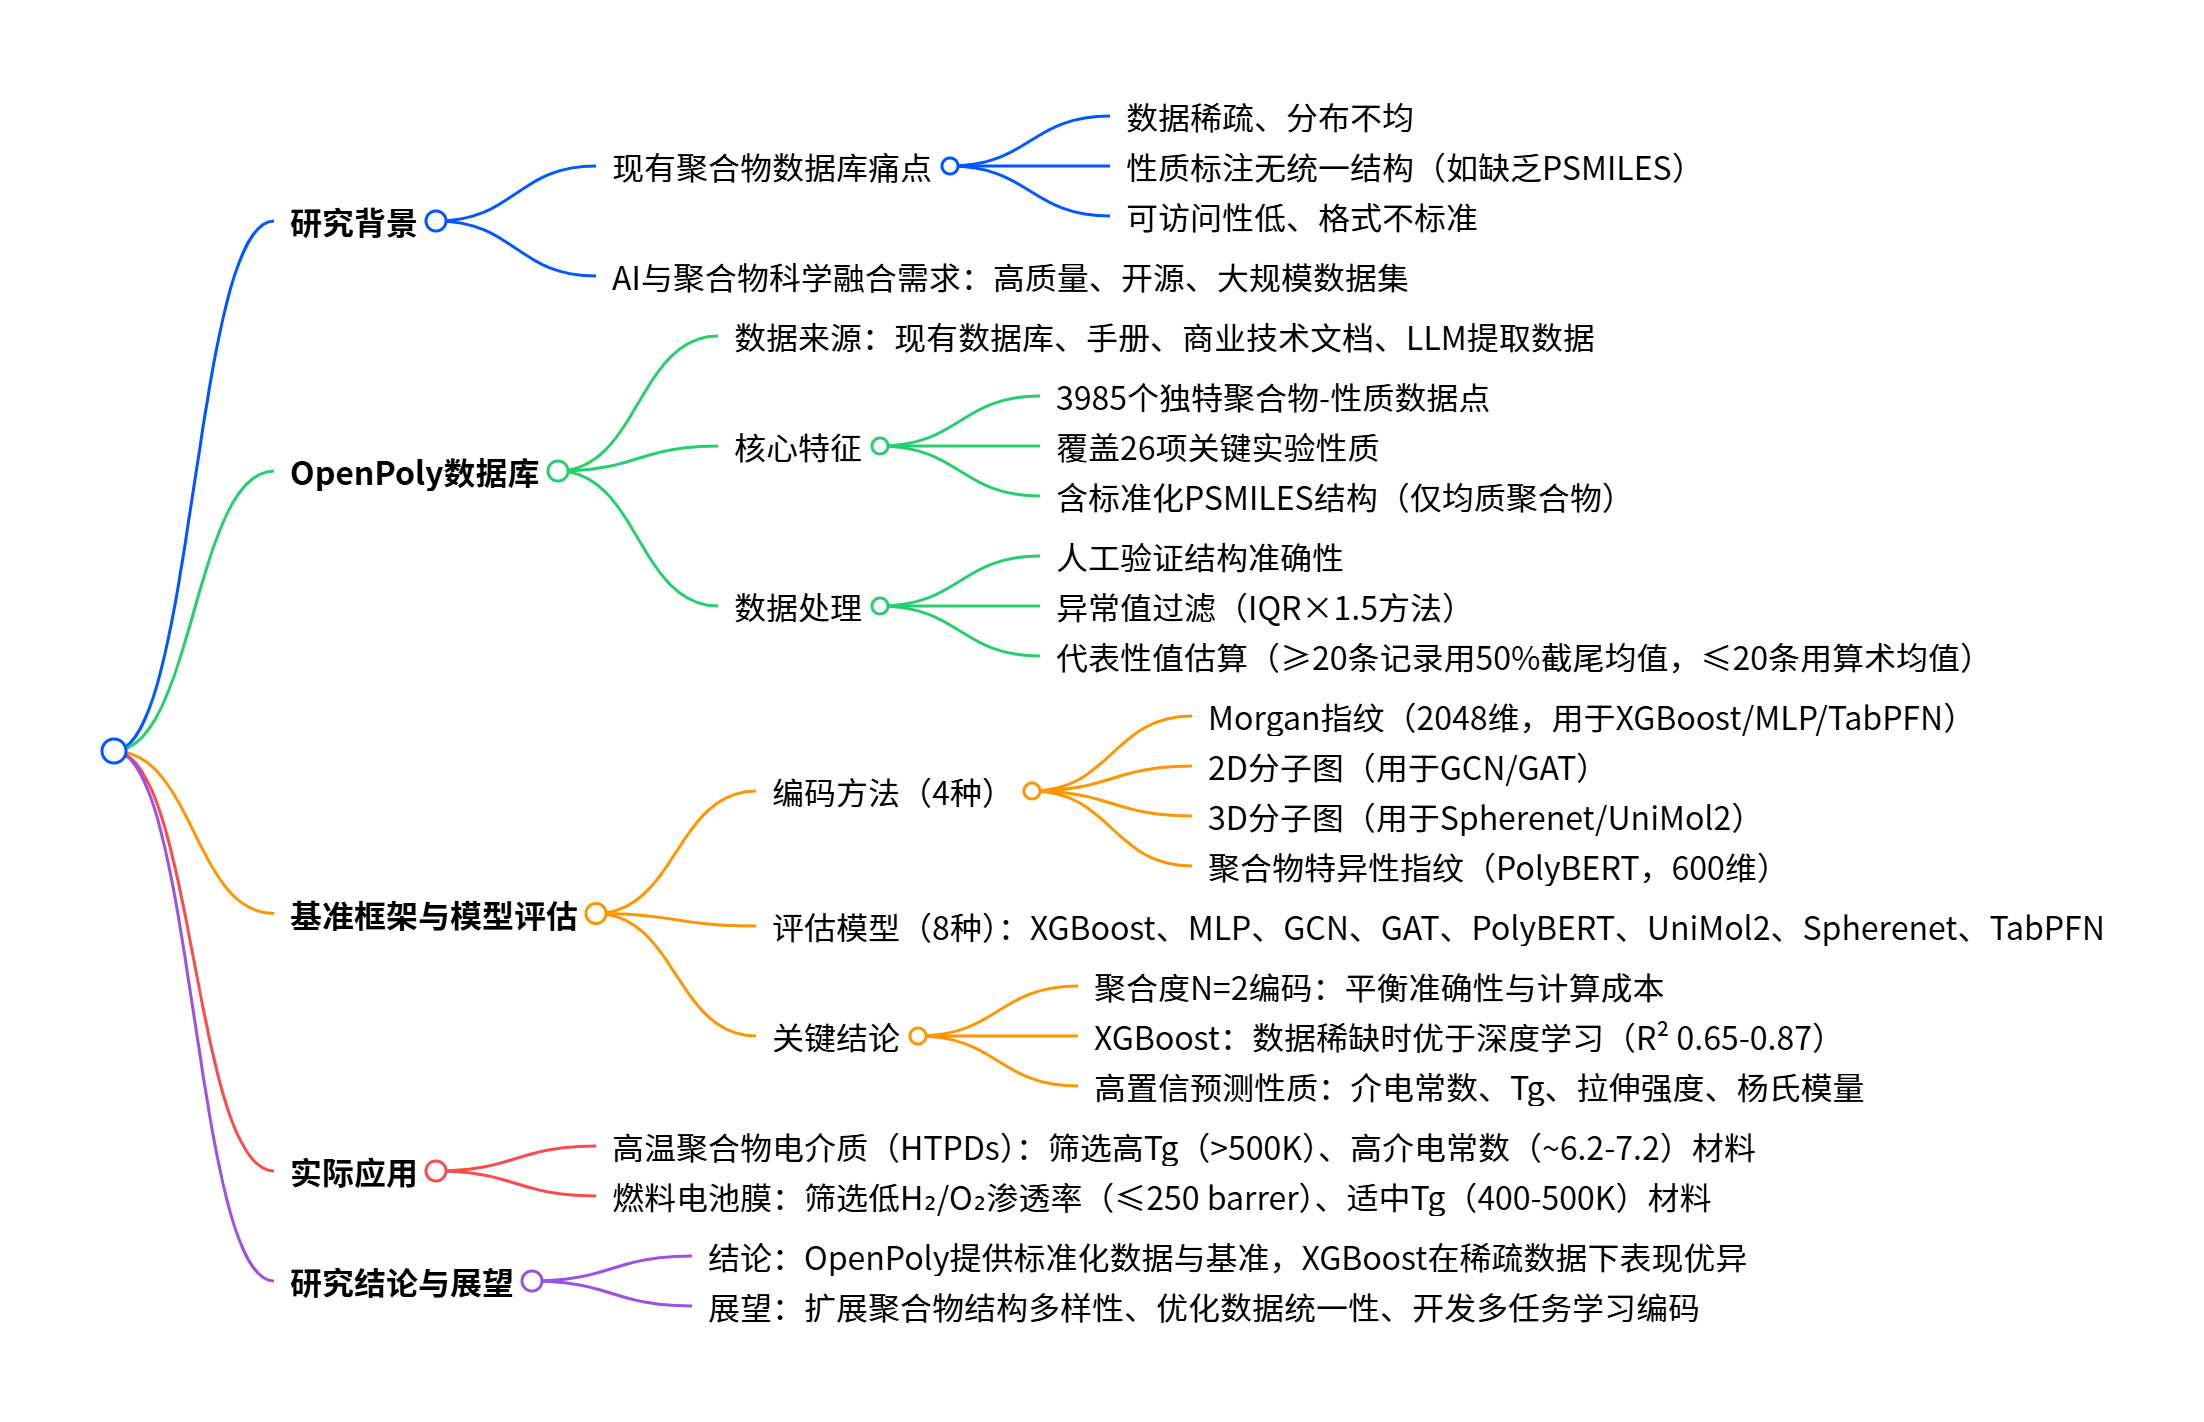 研究背景
现有聚合物数据库痛点
数据稀疏、分布不均
性质标注无统一结构（如缺乏PSMILES）
可访问性低、格式不标准
AI与聚合物科学融合需求：高质量、开源、大规模数据集
OpenPoly数据库
数据来源：现有数据库、手册、商业技术文档、LLM提取数据
核心特征
3985个独特聚合物-性质数据点
覆盖26项关键实验性质
含标准化PSMILES结构（仅均质聚合物）
数据处理
人工验证结构准确性
异常值过滤（IQR×1.5方法）
代表性值估算（≥20条记录用50%截尾均值，≤20条用算术均值）
基准框架与模型评估
编码方法（4种）
Morgan指纹（2048维，用于XGBoost/MLP/TabPFN）
2D分子图（用于GCN/GAT）
3D分子图（用于Spherenet/UniMol2）
聚合物特异性指纹（PolyBERT，600维）
评估模型（8种）：XGBoost、MLP、GCN、GAT、PolyBERT、UniMol2、Spherenet、TabPFN
关键结论
聚合度N=2编码：平衡准确性与计算成本
XGBoost：数据稀缺时优于深度学习（R² 0.65-0.87）
高置信预测性质：介电常数、Tg、拉伸强度、杨氏模量
实际应用
高温聚合物电介质（HTPDs）：筛选高Tg（>500K）、高介电常数（~6.2-7.2）材料
燃料电池膜：筛选低H₂/O₂渗透率（≤250 barrer）、适中Tg（400-500K）材料
研究结论与展望
结论：OpenPoly提供标准化数据与基准，XGBoost在稀疏数据下表现优异
展望：扩展聚合物结构多样性、优化数据统一性、开发多任务学习编码